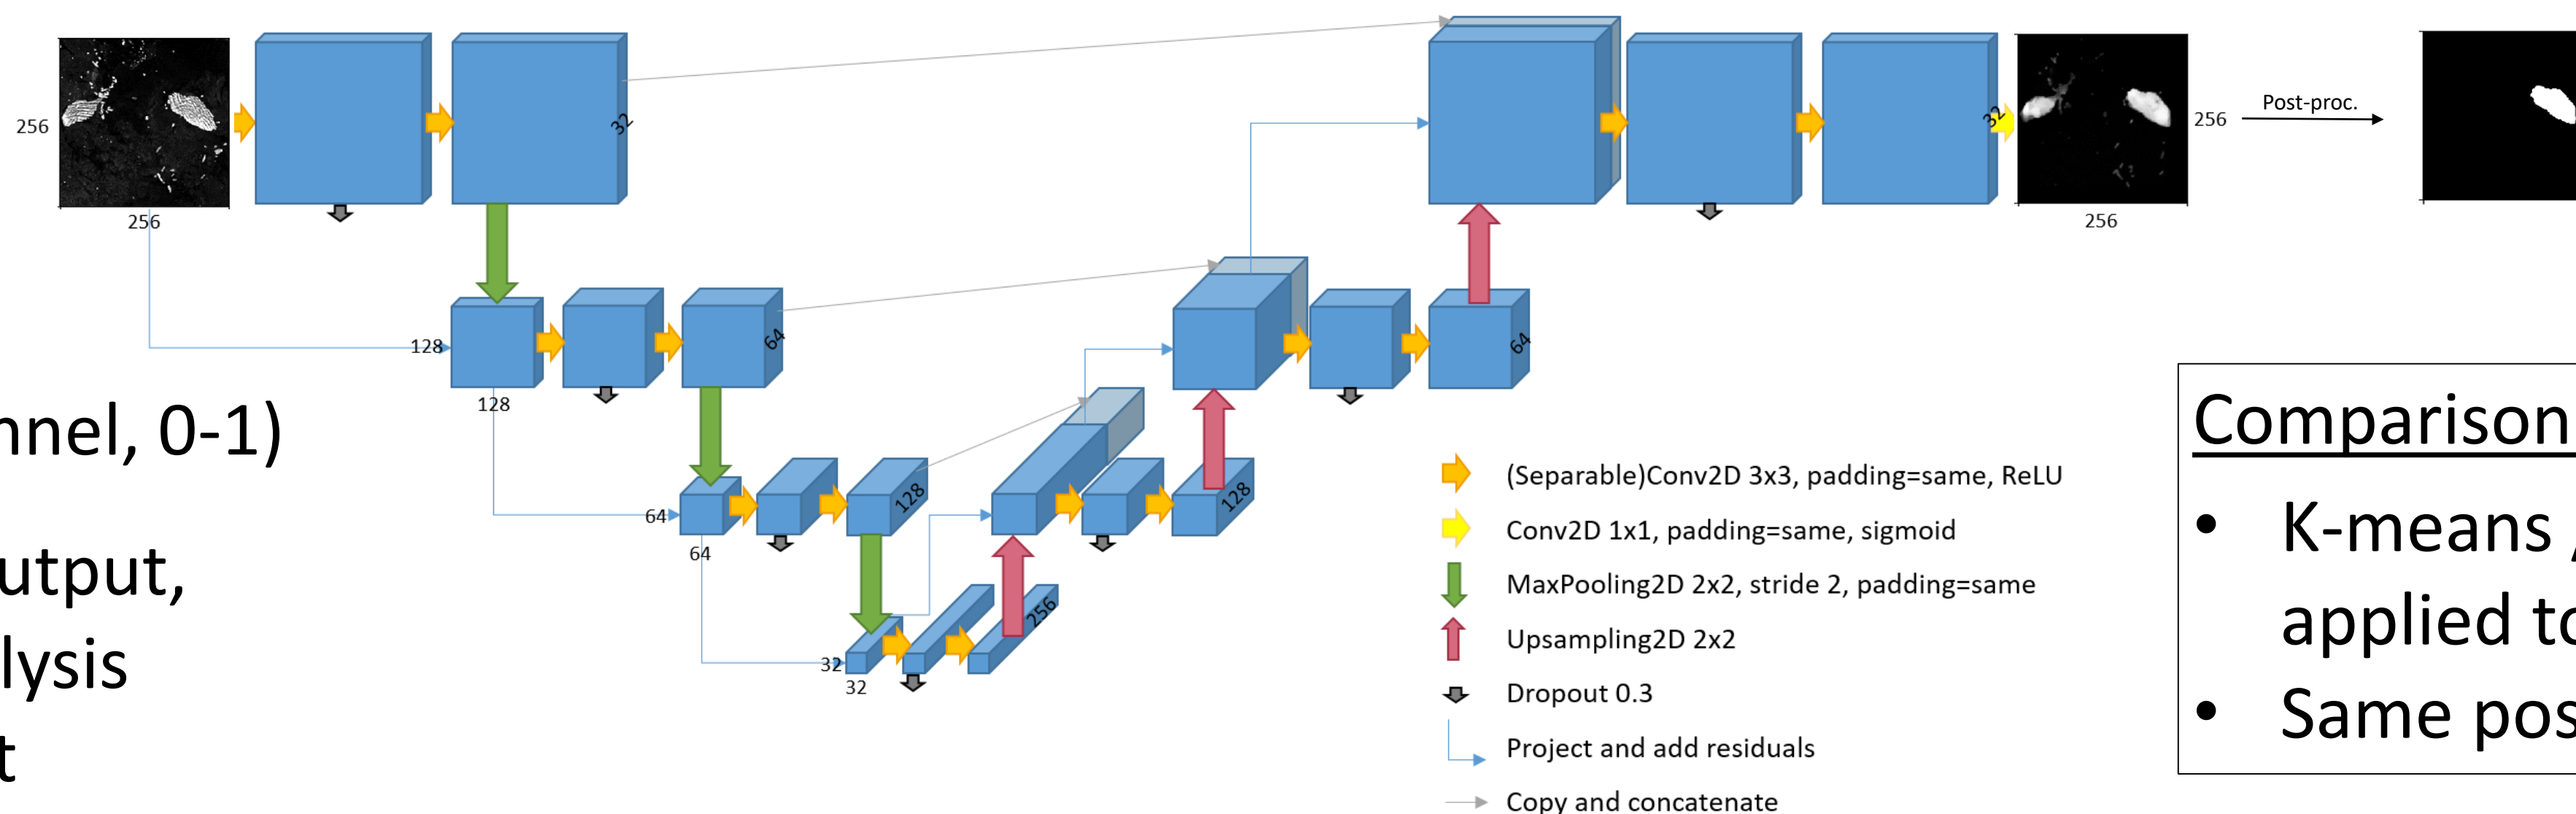 256
256
32
32
256
256
Post-proc.
128
128
64
64
64
64
128
128
32
32
256
nnel, 0-1)
utput,
lysis
t
(Separable)Conv2D 3x3, padding=same, ReLU
Conv2D 1x1, padding=same, sigmoid
MaxPooling2D 2x2, stride 2, padding=same
Upsampling2D 2x2
Dropout 0.3
Project and add residuals
Copy and concatenate
Comparison
• K-means
applied to
• Same pos